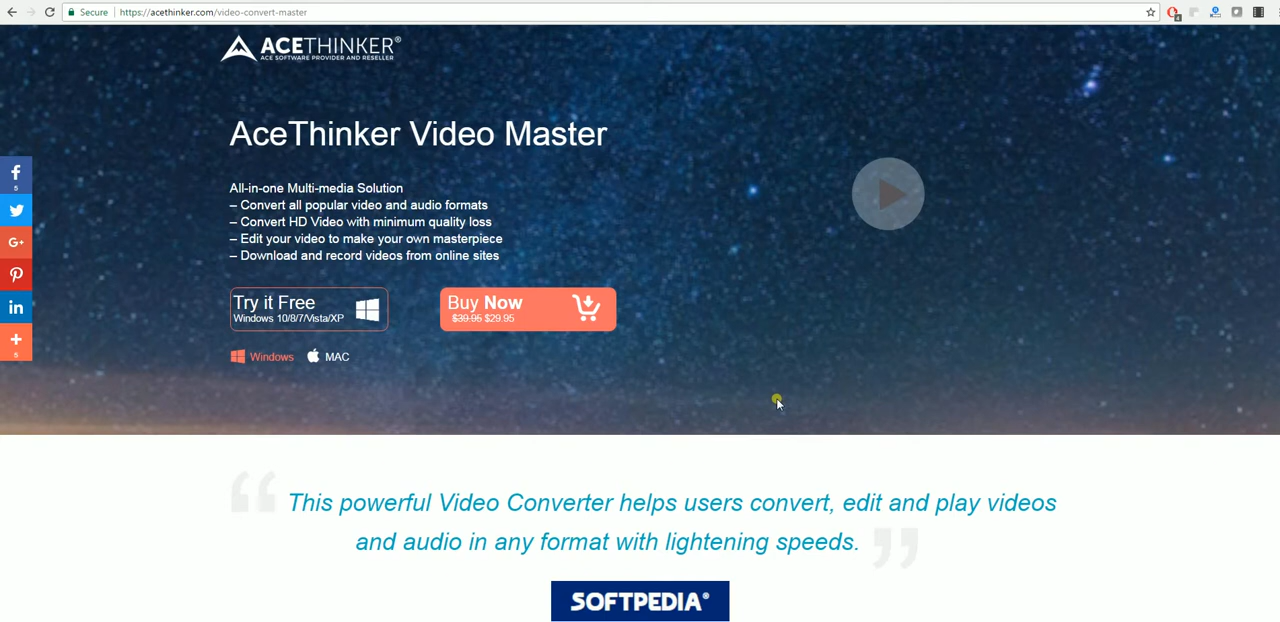 Secure https://acethinker.com/video-convert-master
4
ACETHINKER®
ACE SOFTWARE PROVIDER AND RESELLER
AceThinker Video Master
All-in-one Multi-media Solution
– Convert all popular video and audio formats
– Convert HD Video with minimum quality loss
– Edit your video to make your own masterpiece
– Download and record videos from online sites
f
5
G+
in
+
5
Try it Free
Windows 10/8/7/Vista/XP
Buy Now
$39.95 $29.95
Windows MAC
“ This powerful Video Converter helps users convert, edit and play videos
and audio in any format with lightening speeds. ”
SOFTPEDIA®